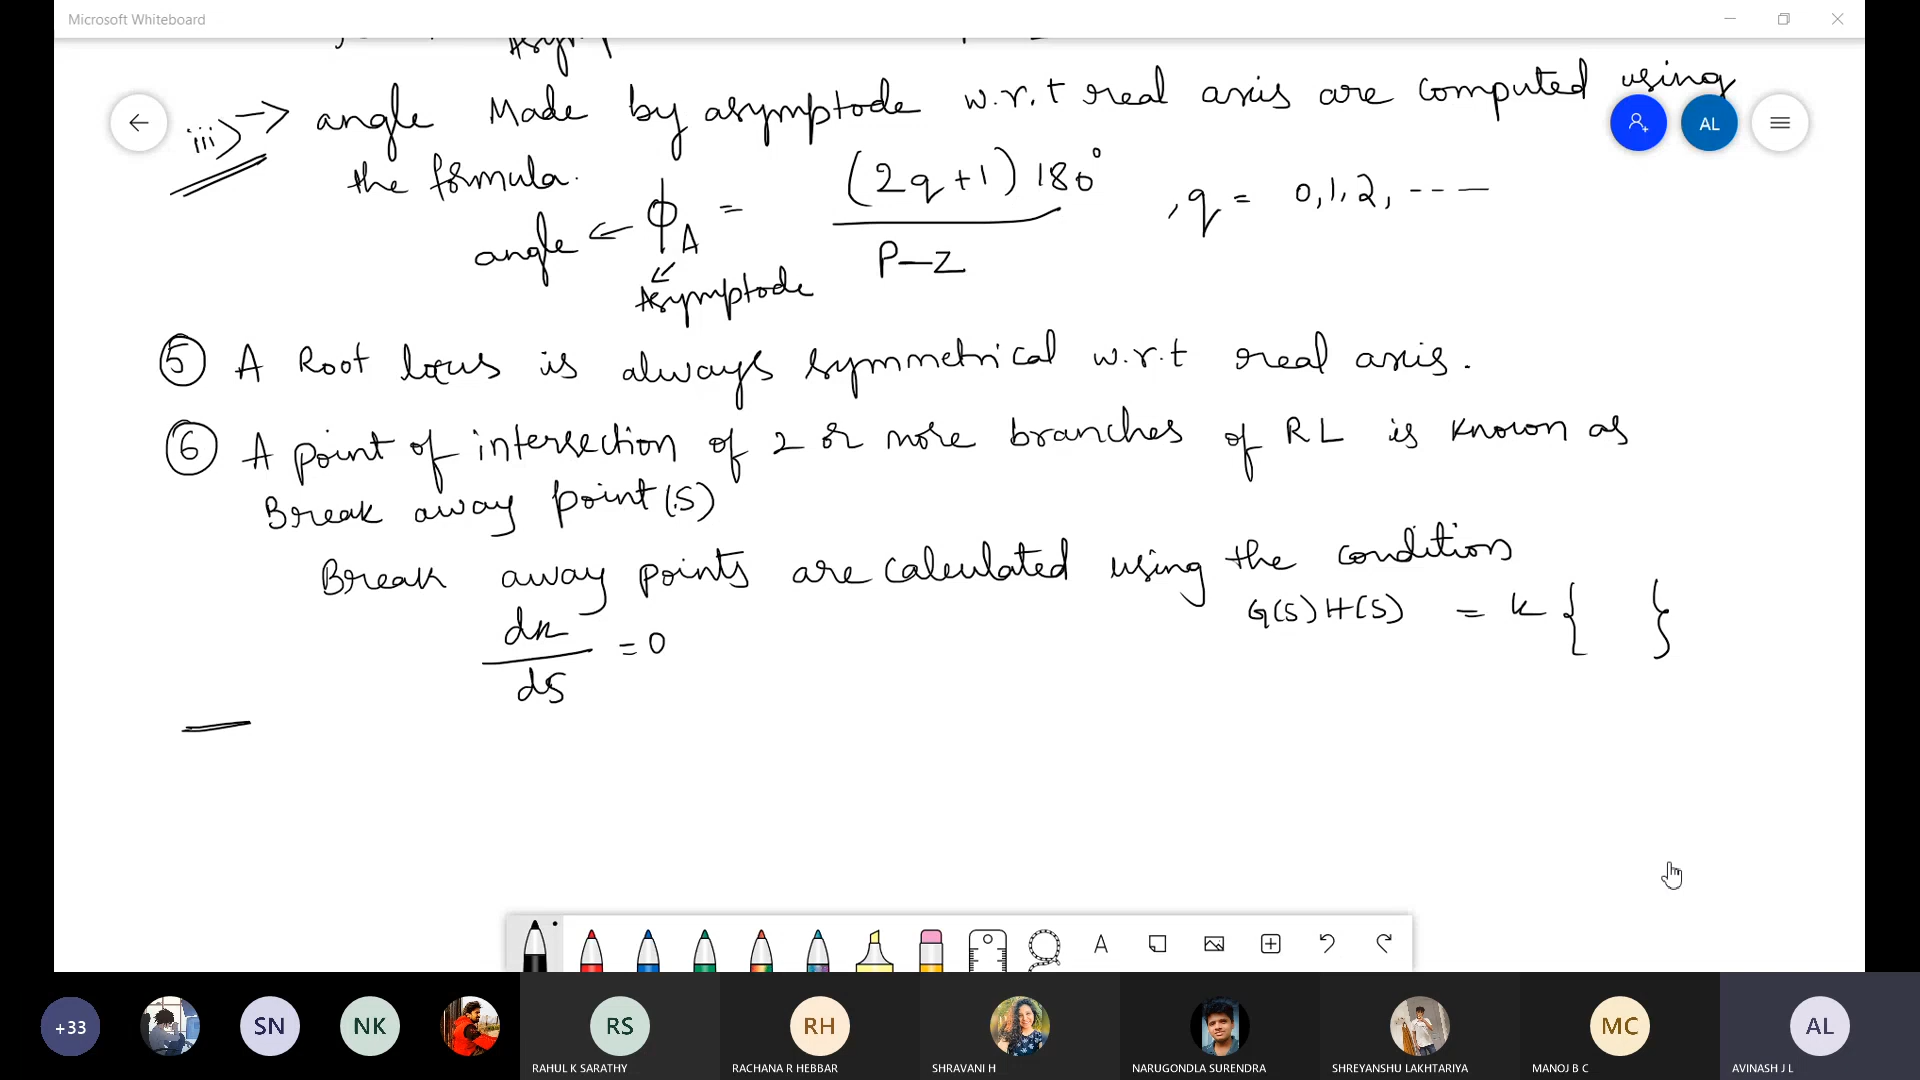 Microsoft Whiteboard
iii) → angle Made by asymptode w.r.t real axis are computed using
the formula.
(2q+1) 180°
angle ← ϕA = , q = 0,1,2, -- —
P—Z
Asymptode
⑤ A Root locus is always symmetrical w.r.t real axis.
⑥ A point of intersection of 2 or more branches of RL is known as
Break away point(s)
Break away points are calculated using the condition
G(s)H(s) = k { }
dk
= 0
ds
AL
A
+33
SN
NK
RS
RH
MC
AL
RAHUL K SARATHY
RACHANA R HEBBAR
SHRAVANI H
NARUGONDLA SURENDRA
SHREYANSHU LAKHTARIYA
MANOJ B C
AVINASH J L